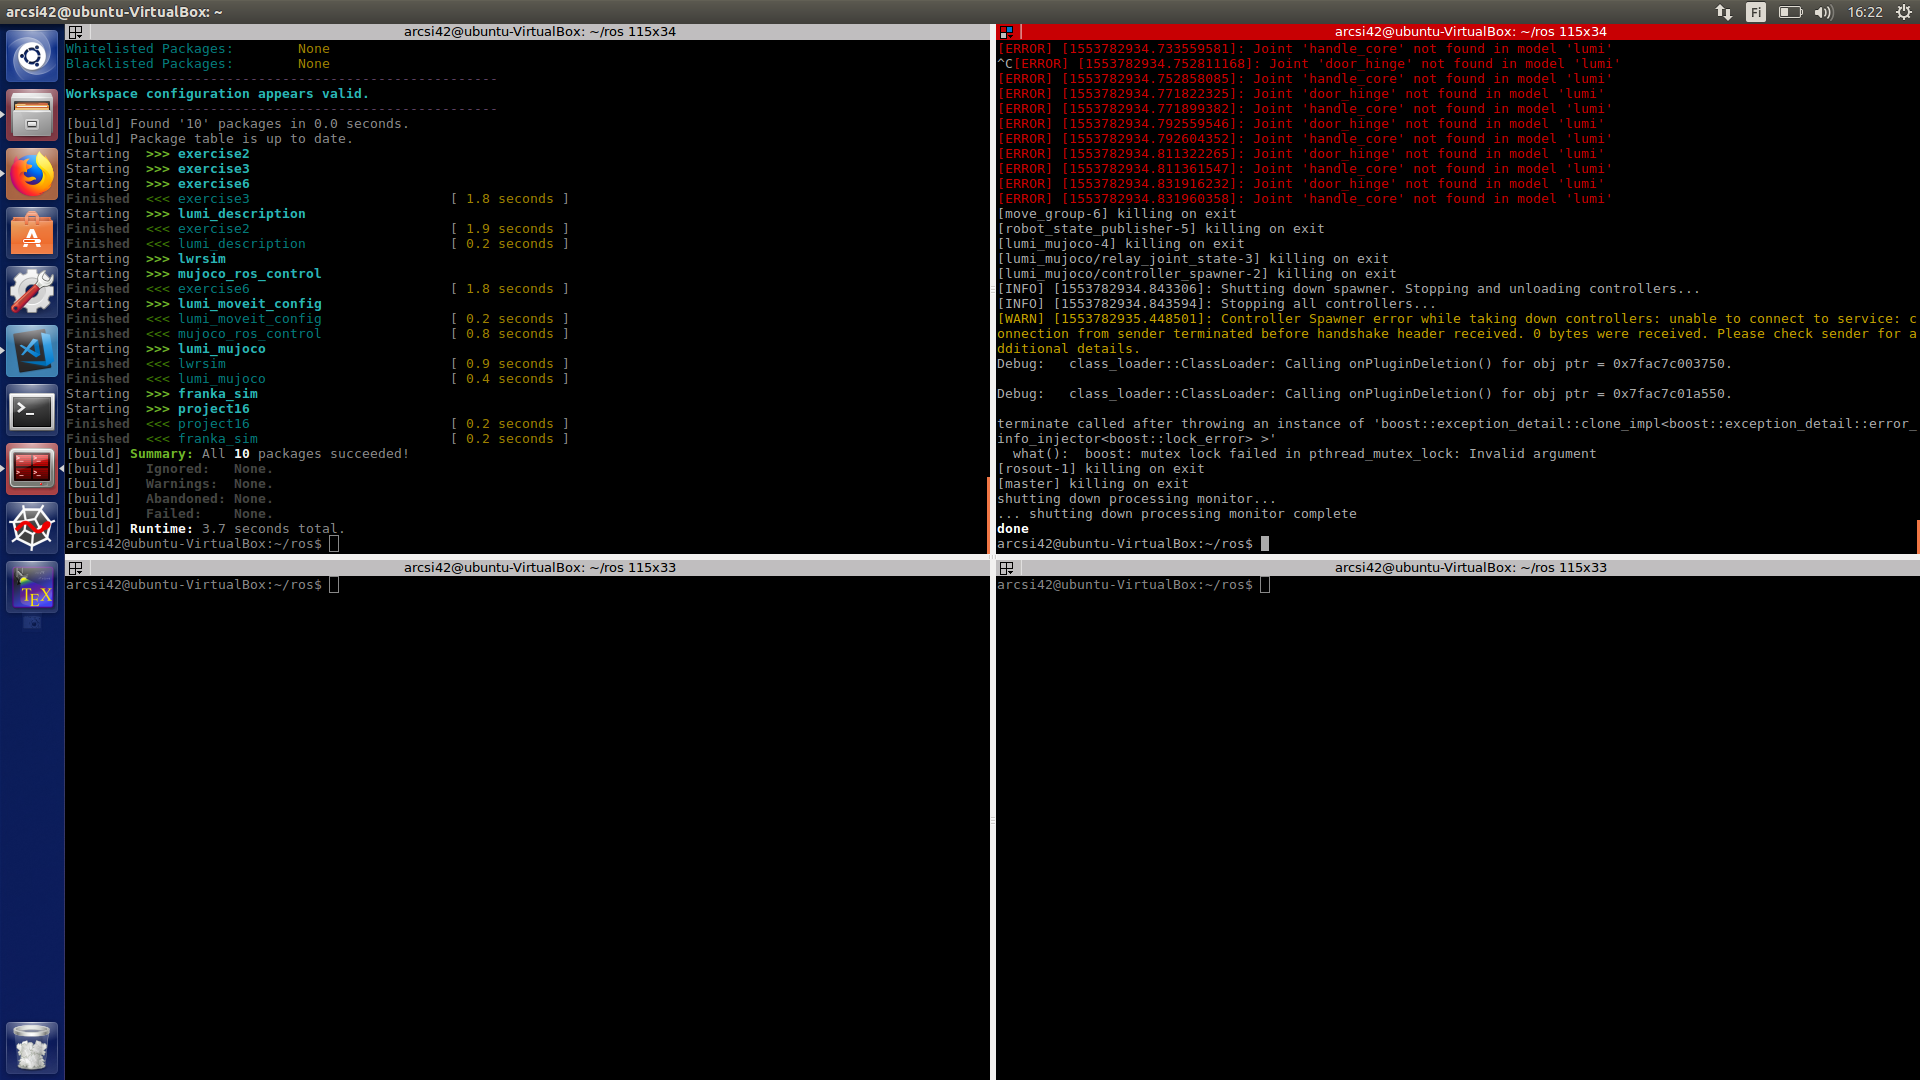 arcsi42@ubuntu-VirtualBox: ~
Fi
16:22
arcsi42@ubuntu-VirtualBox: ~/ros 115x34
Whitelisted Packages:        None
Blacklisted Packages:        None
------------------------------------------------------
Workspace configuration appears valid.
------------------------------------------------------
[build] Found '10' packages in 0.0 seconds.
[build] Package table is up to date.
Starting  >>> exercise2
Starting  >>> exercise3
Starting  >>> exercise6
Finished  <<< exercise3                         [ 1.8 seconds ]
Starting  >>> lumi_description
Finished  <<< exercise2                         [ 1.9 seconds ]
Finished  <<< lumi_description                  [ 0.2 seconds ]
Starting  >>> lwrsim
Starting  >>> mujoco_ros_control
Finished  <<< exercise6                         [ 1.8 seconds ]
Starting  >>> lumi_moveit_config
Finished  <<< lumi_moveit_config                [ 0.2 seconds ]
Finished  <<< mujoco_ros_control                [ 0.8 seconds ]
Starting  >>> lumi_mujoco
Finished  <<< lwrsim                            [ 0.9 seconds ]
Finished  <<< lumi_mujoco                       [ 0.4 seconds ]
Starting  >>> franka_sim
Starting  >>> project16
Finished  <<< project16                         [ 0.2 seconds ]
Finished  <<< franka_sim                        [ 0.2 seconds ]
[build] Summary: All 10 packages succeeded!
[build]   Ignored:   None.
[build]   Warnings:  None.
[build]   Abandoned: None.
[build]   Failed:    None.
[build] Runtime: 3.7 seconds total.
arcsi42@ubuntu-VirtualBox:~/ros$
arcsi42@ubuntu-VirtualBox: ~/ros 115x34
[ERROR] [1553782934.733559581]: Joint 'handle_core' not found in model 'lumi'
^C[ERROR] [1553782934.752811168]: Joint 'door_hinge' not found in model 'lumi'
[ERROR] [1553782934.752858085]: Joint 'handle_core' not found in model 'lumi'
[ERROR] [1553782934.771822325]: Joint 'door_hinge' not found in model 'lumi'
[ERROR] [1553782934.771899382]: Joint 'handle_core' not found in model 'lumi'
[ERROR] [1553782934.792559546]: Joint 'door_hinge' not found in model 'lumi'
[ERROR] [1553782934.792604352]: Joint 'handle_core' not found in model 'lumi'
[ERROR] [1553782934.811322265]: Joint 'door_hinge' not found in model 'lumi'
[ERROR] [1553782934.811361547]: Joint 'handle_core' not found in model 'lumi'
[ERROR] [1553782934.831916232]: Joint 'door_hinge' not found in model 'lumi'
[ERROR] [1553782934.831960358]: Joint 'handle_core' not found in model 'lumi'
[move_group-6] killing on exit
[robot_state_publisher-5] killing on exit
[lumi_mujoco-4] killing on exit
[lumi_mujoco/relay_joint_state-3] killing on exit
[lumi_mujoco/controller_spawner-2] killing on exit
[INFO] [1553782934.843306]: Shutting down spawner. Stopping and unloading controllers...
[INFO] [1553782934.843594]: Stopping all controllers...
[WARN] [1553782935.448501]: Controller Spawner error while taking down controllers: unable to connect to service: c
onnection from sender terminated before handshake header received. 0 bytes were received. Please check sender for a
dditional details.
Debug:   class_loader::ClassLoader: Calling onPluginDeletion() for obj ptr = 0x7fac7c003750.
Debug:   class_loader::ClassLoader: Calling onPluginDeletion() for obj ptr = 0x7fac7c01a550.
terminate called after throwing an instance of 'boost::exception_detail::clone_impl<boost::exception_detail::error_
info_injector<boost::lock_error> >'
  what():  boost: mutex lock failed in pthread_mutex_lock: Invalid argument
[rosout-1] killing on exit
[master] killing on exit
shutting down processing monitor...
... shutting down processing monitor complete
done
arcsi42@ubuntu-VirtualBox:~/ros$
arcsi42@ubuntu-VirtualBox: ~/ros 115x33
arcsi42@ubuntu-VirtualBox:~/ros$
arcsi42@ubuntu-VirtualBox: ~/ros 115x33
arcsi42@ubuntu-VirtualBox:~/ros$
TEX